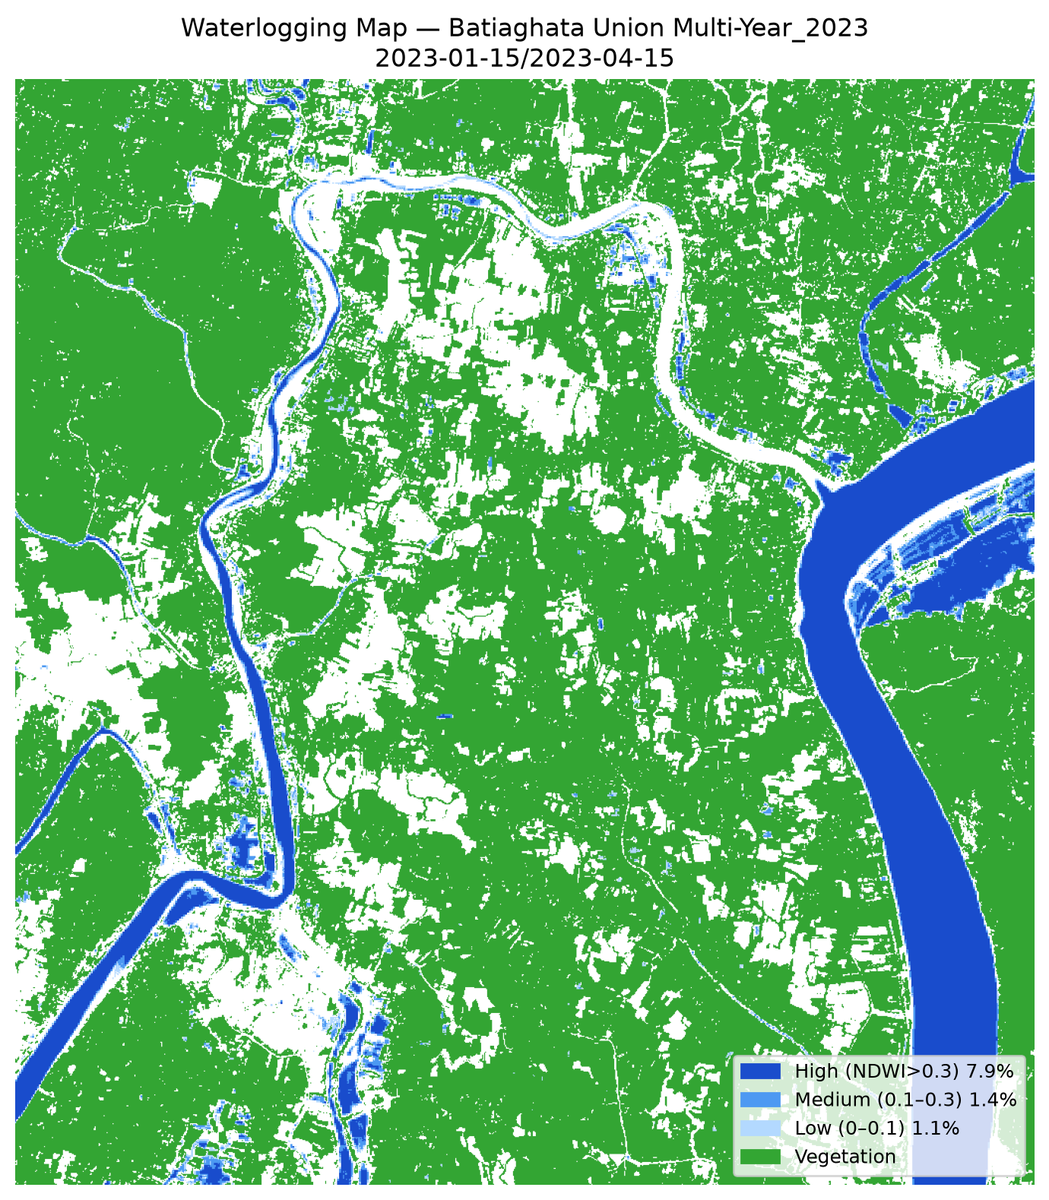 Waterlogging Map — Batiaghata Union Multi-Year_2023
2023-01-15/2023-04-15
High (NDWI>0.3) 7.9%
Medium (0.1–0.3) 1.4%
Low (0–0.1) 1.1%
Vegetation